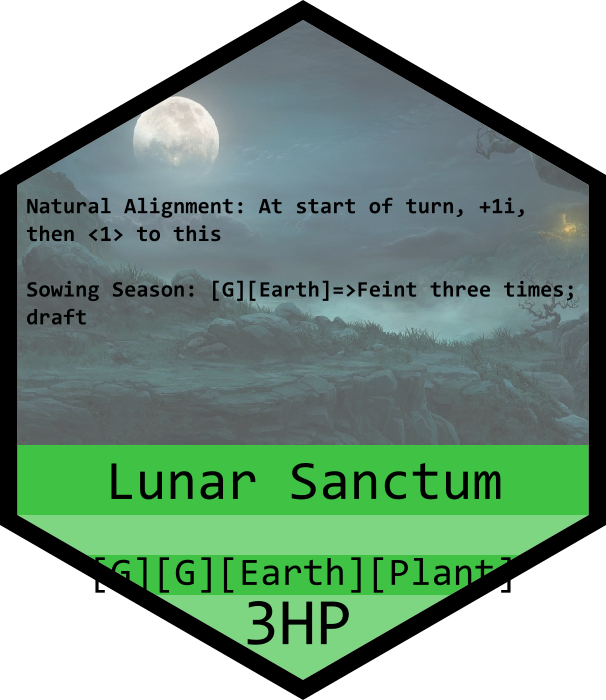 Natural Alignment: At start of turn, +1i,
then <1> to this
Sowing Season: [G][Earth]=>Feint three times;
draft
Lunar Sanctum
[G][G][Earth][Plant]
3HP